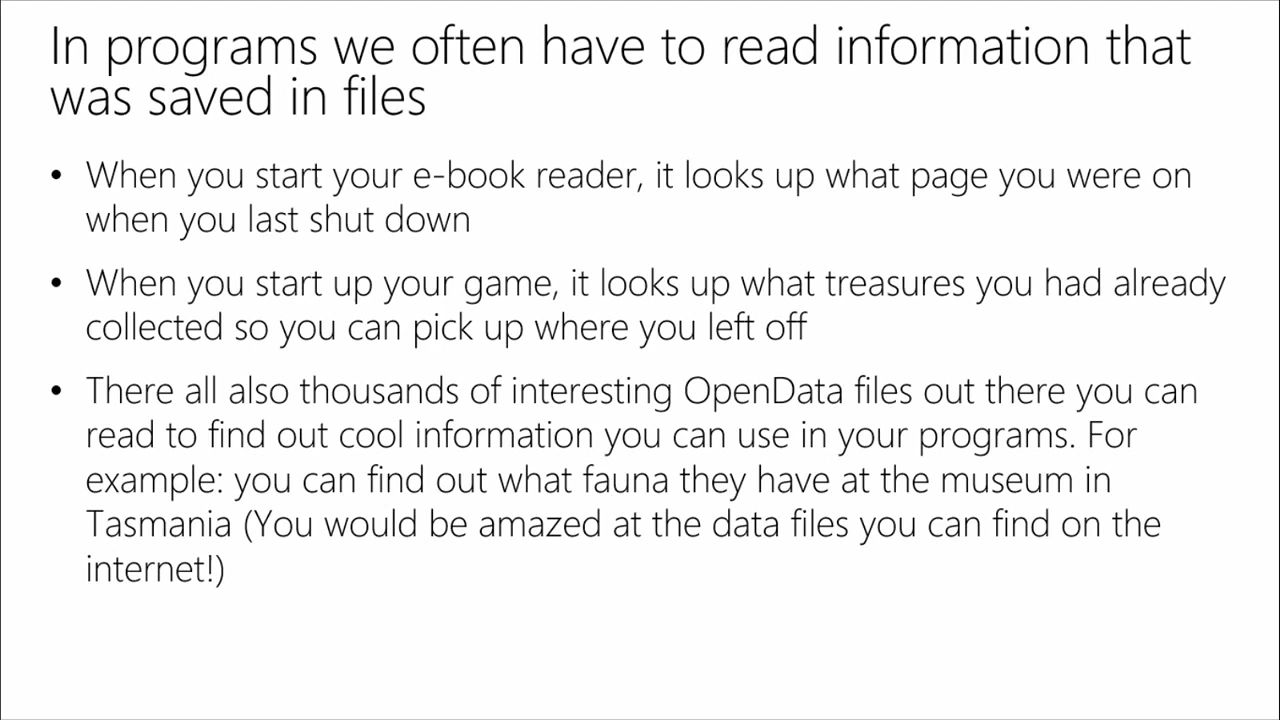 In programs we often have to read information that
was saved in files
• When you start your e-book reader, it looks up what page you were on
when you last shut down
• When you start up your game, it looks up what treasures you had already
collected so you can pick up where you left off
• There all also thousands of interesting OpenData files out there you can
read to find out cool information you can use in your programs. For
example: you can find out what fauna they have at the museum in
Tasmania (You would be amazed at the data files you can find on the
internet!)